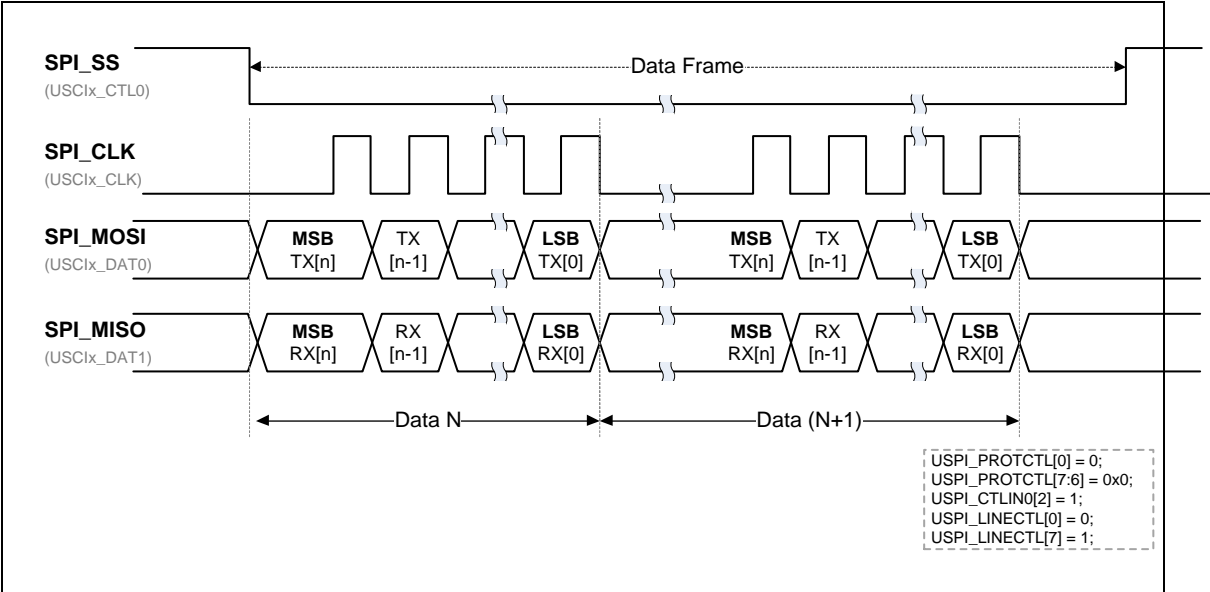 SPI_SS
(USCIx_CTL0)
Data Frame
SPI_CLK
(USCIx_CLK)
SPI_MOSI
(USCIx_DAT0)
MSB TX LSB MSB TX LSB
TX[n] [n-1] TX[0] TX[n] [n-1] TX[0]
SPI_MISO
(USCIx_DAT1)
MSB RX LSB MSB RX LSB
RX[n] [n-1] RX[0] RX[n] [n-1] RX[0]
Data N Data (N+1)
USPI_PROTCTL[0] = 0;
USPI_PROTCTL[7:6] = 0x0;
USPI_CTLIN0[2] = 1;
USPI_LINECTL[0] = 0;
USPI_LINECTL[7] = 1;